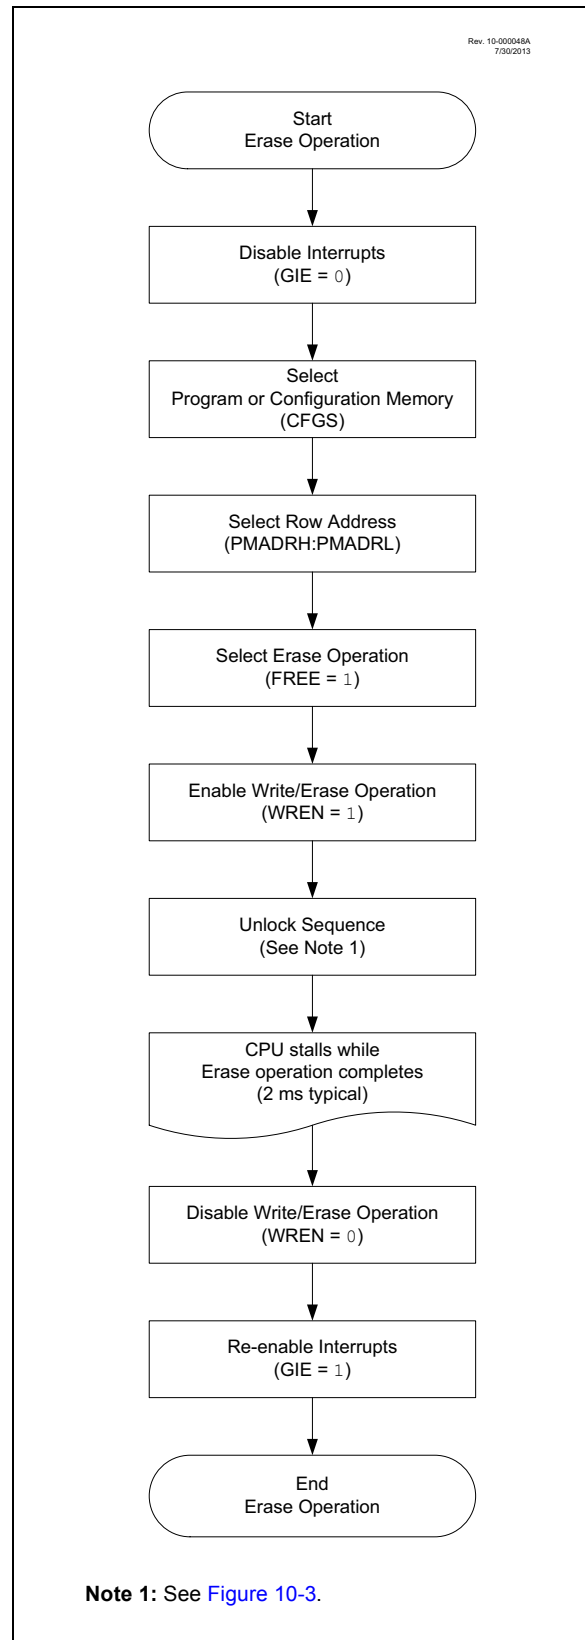 Rev. 10-000048A
7/30/2013
Start
Erase Operation
Disable Interrupts
(GIE = 0)
Select
Program or Configuration Memory
(CFGS)
Select Row Address
(PMADRH:PMADRL)
Select Erase Operation
(FREE = 1)
Enable Write/Erase Operation
(WREN = 1)
Unlock Sequence
(See Note 1)
CPU stalls while
Erase operation completes
(2 ms typical)
Disable Write/Erase Operation
(WREN = 0)
Re-enable Interrupts
(GIE = 1)
End
Erase Operation
Note 1: See Figure 10-3.